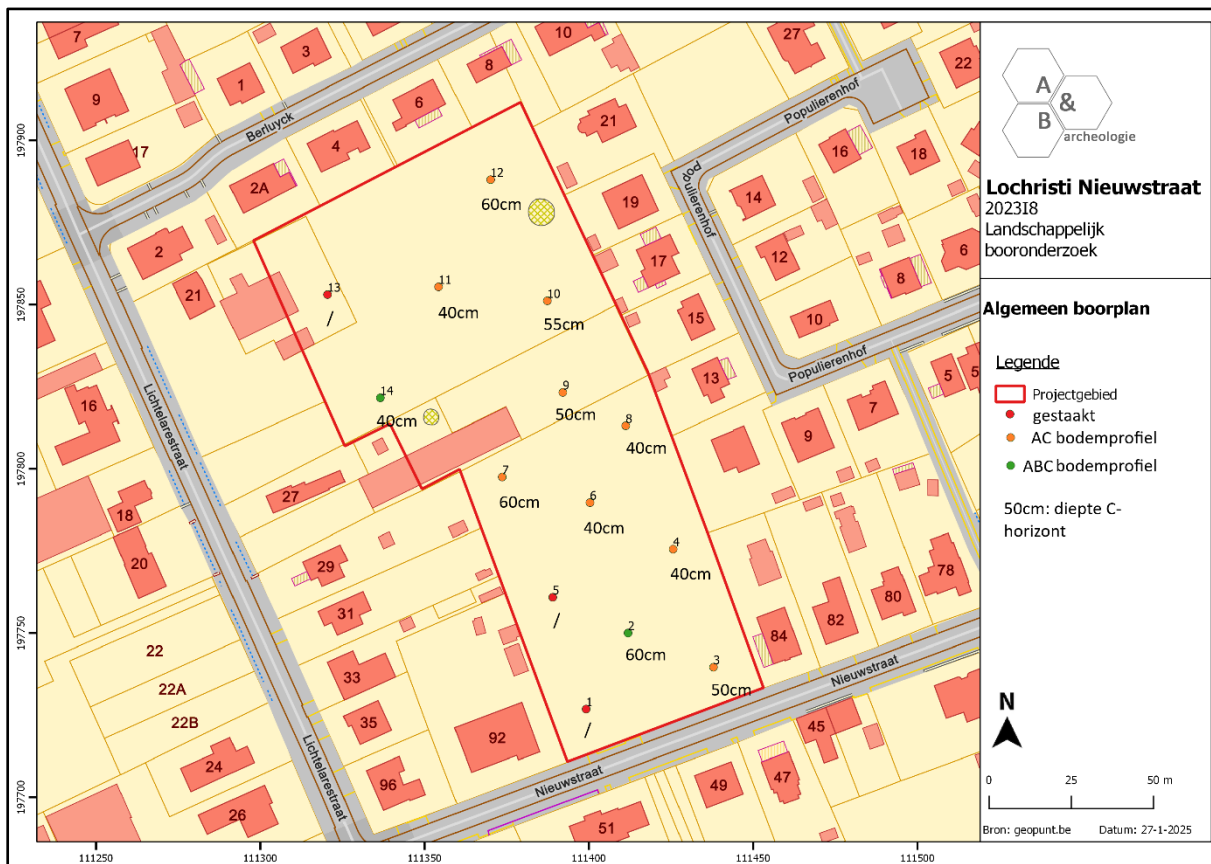 7
9
17
1
3
10
8
6
4
2A
2
21
Berluyck
27
22
21
Populierenhof
16
18
19
14
17
12
8
6
15
10
13
Populierenhof
5
7
9
16
18
20
27
29
31
33
35
92
96
22
22A
22B
24
26
Lichtelarestraat
Lichtelarestraat
84
82
80
78
Nieuwstraat
Nieuwstraat
45
47
49
51
12
60cm
13
/
11
40cm
10
55cm
14
40cm
9
50cm
8
40cm
7
60cm
6
40cm
4
40cm
5
/
2
60cm
3
50cm
1
/
197900
197850
197800
197750
197700
111250
111300
111350
111400
111450
111500
A
&
B
archeologie
Lochristi Nieuwstraat
2023I8
Landschappelijk
booronderzoek
Algemeen boorplan
Legende
Projectgebied
gestaakt
AC bodemprofiel
ABC bodemprofiel
50cm: diepte C-
horizont
N
0 25 50 m
Bron: geopunt.be Datum: 27-1-2025